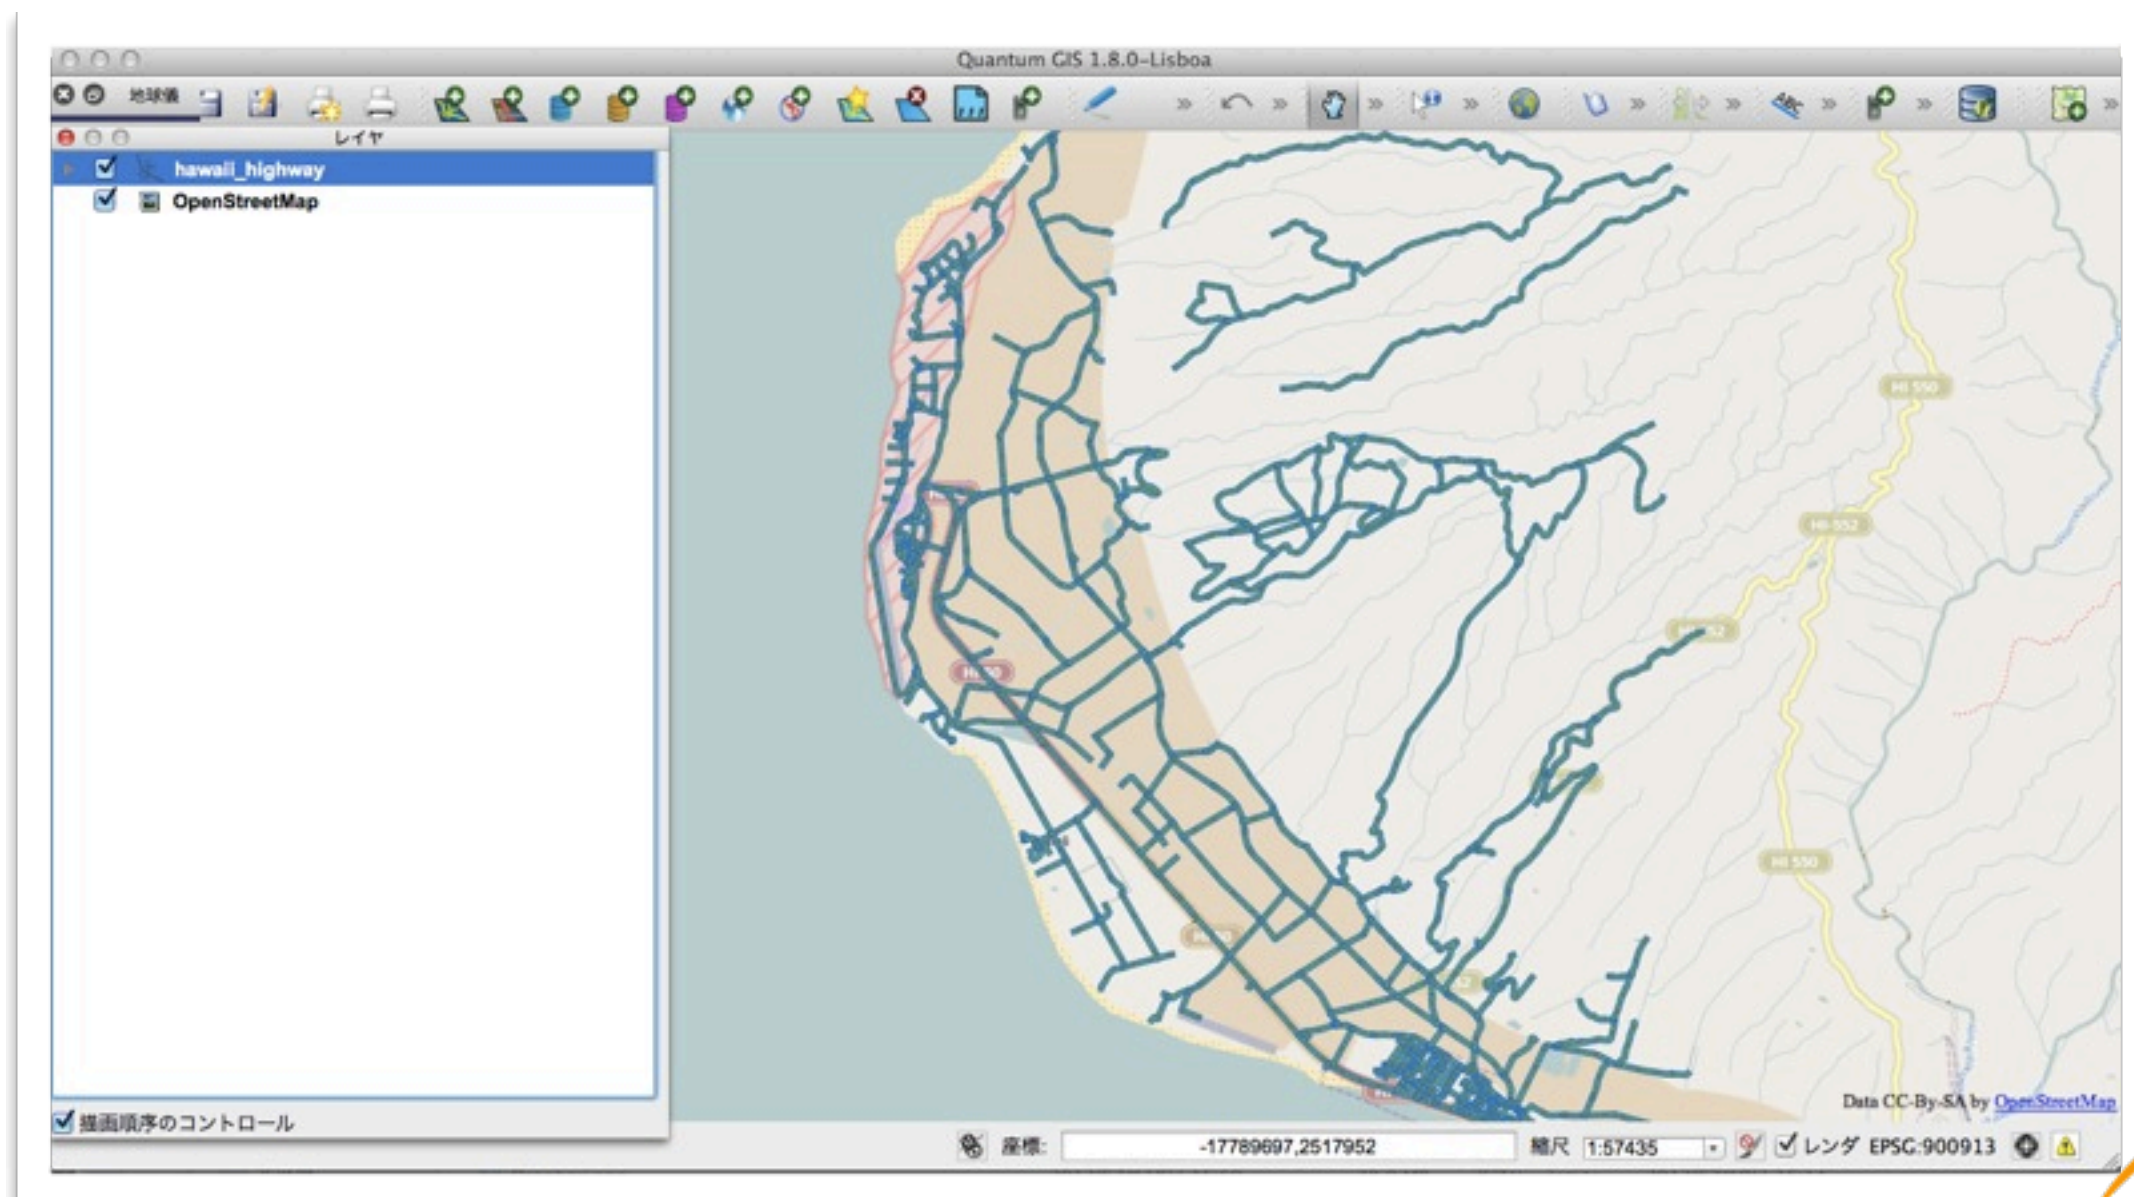 Quantum GIS 1.8.0-Lisboa
地球儀
レイヤ
hawaii_highway
OpenStreetMap
HI 550
HI-552
HI 550
Data CC-By-SA by OpenStreetMap
描画順序のコントロール
座標:
-17789697,2517952
縮尺
1:57435
レンダ
EPSG:900913